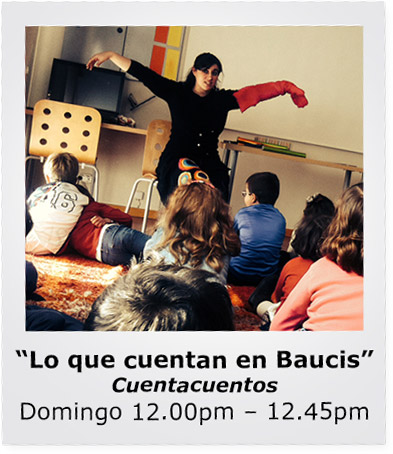 “Lo que cuentan en Baucis”
Cuentacuentos
Domingo 12.00pm – 12.45pm